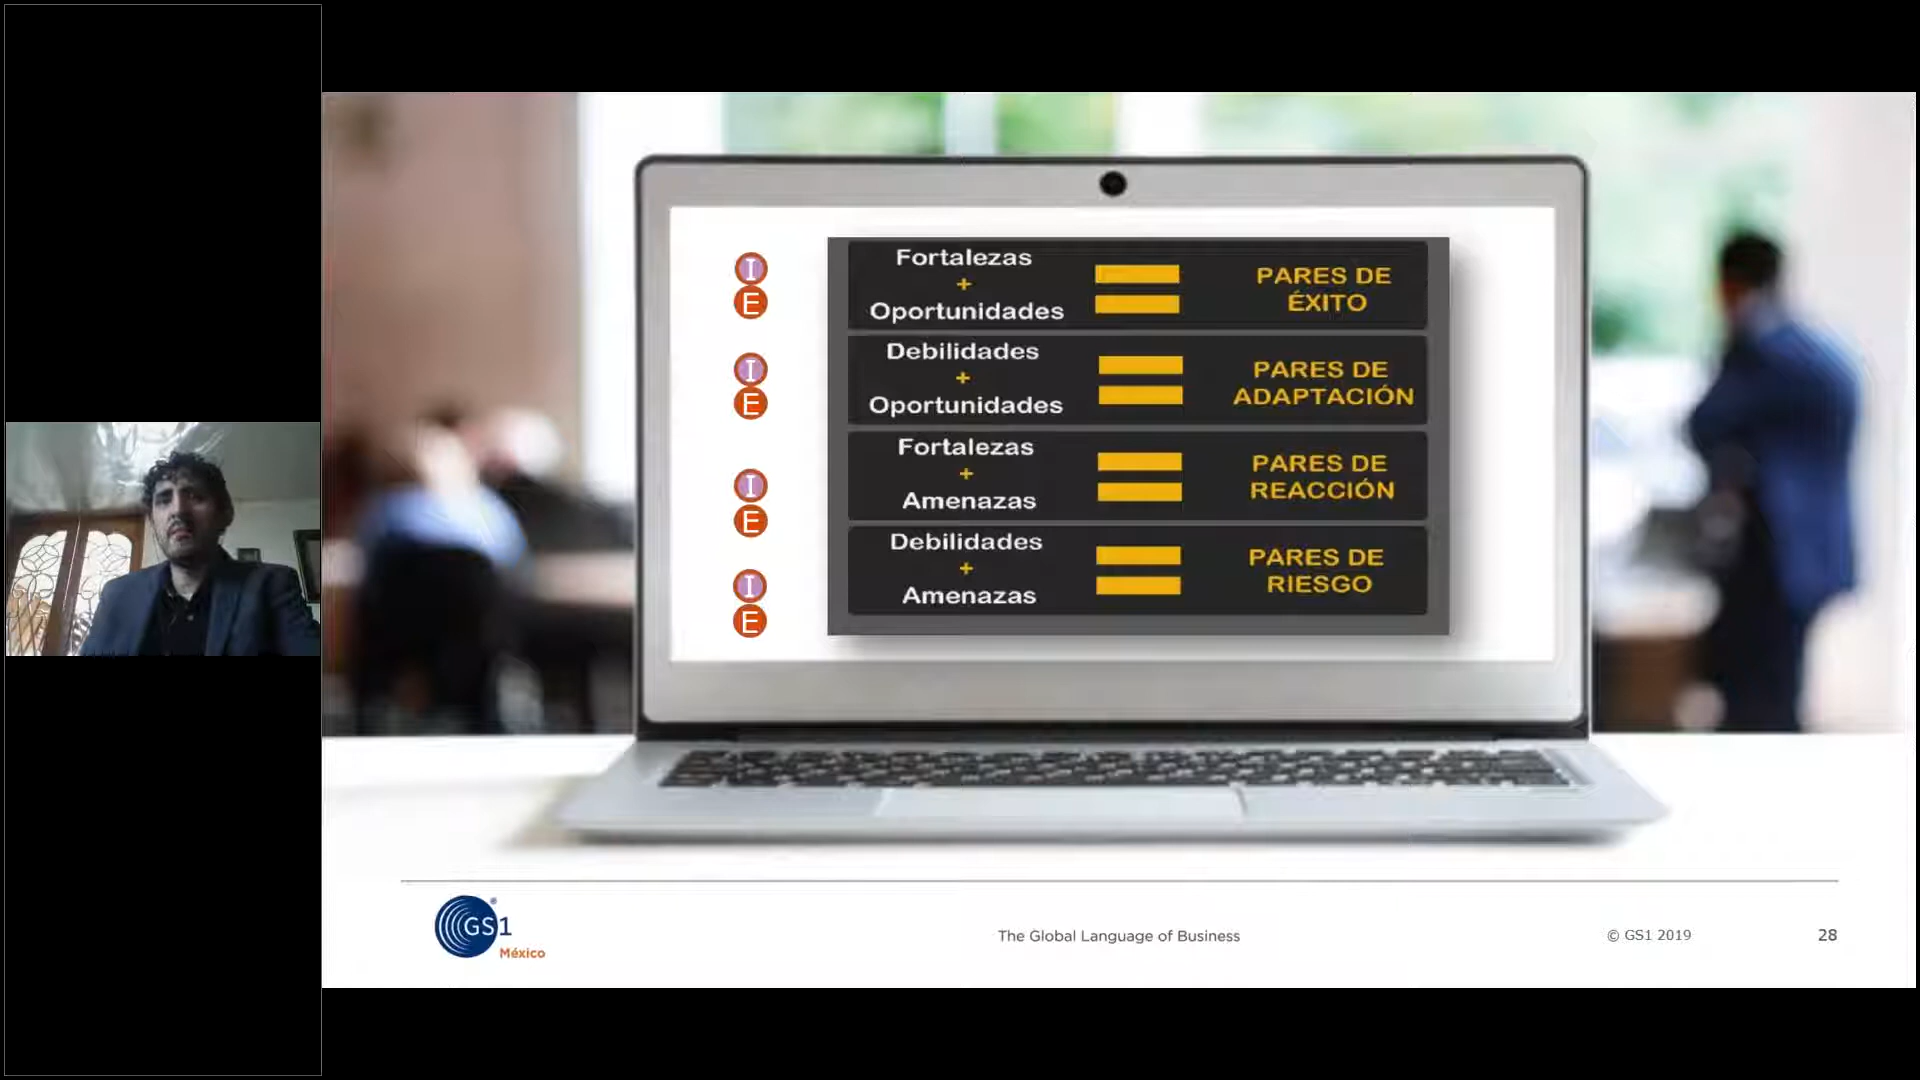 I
E
Fortalezas
+
Oportunidades
PARES DE
ÉXITO
I
E
Debilidades
+
Oportunidades
PARES DE
ADAPTACIÓN
I
E
Fortalezas
+
Amenazas
PARES DE
REACCIÓN
I
E
Debilidades
+
Amenazas
PARES DE
RIESGO
GS1 ®
México
The Global Language of Business
© GS1 2019
28